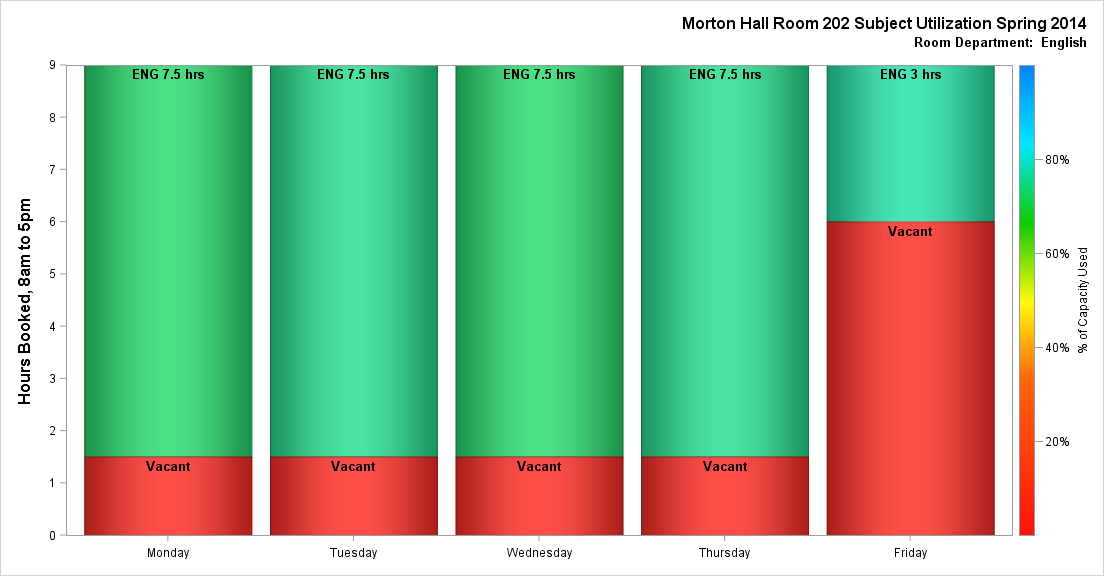 Morton Hall Room 202 Subject Utilization Spring 2014
Room Department:  English
Hours Booked, 8am to 5pm
9
8
7
6
5
4
3
2
1
0
ENG 7.5 hrs
ENG 7.5 hrs
ENG 7.5 hrs
ENG 7.5 hrs
ENG 3 hrs
Vacant
Vacant
Vacant
Vacant
Vacant
Monday
Tuesday
Wednesday
Thursday
Friday
80%
60%
40%
20%
% of Capacity Used